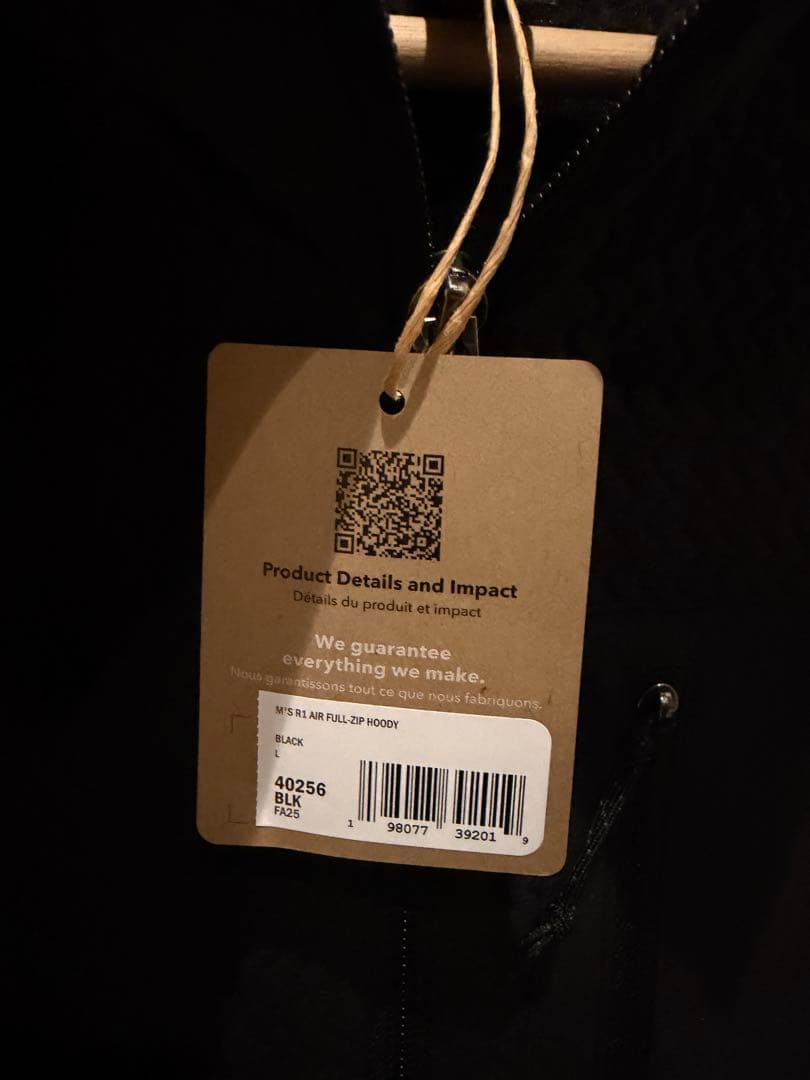 Product Details and Impact
Détails du produit et impact
We guarantee
everything we make.
Nous garantissons tout ce que nous fabriquons.
M'S R1 AIR FULL-ZIP HOODY
BLACK
L
40256
BLK
FA25
1 98077 39201 9